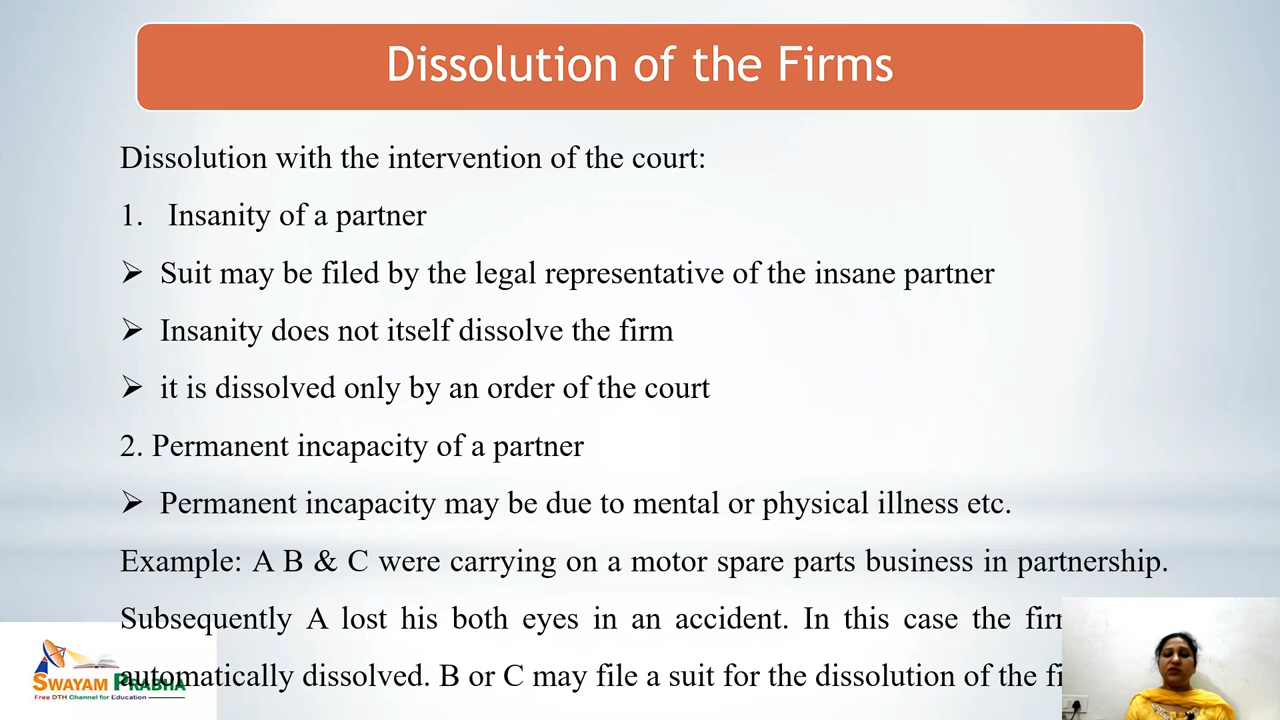 Dissolution of the Firms
Dissolution with the intervention of the court:
1. Insanity of a partner
➢ Suit may be filed by the legal representative of the insane partner
➢ Insanity does not itself dissolve the firm
➢ it is dissolved only by an order of the court
2. Permanent incapacity of a partner
➢ Permanent incapacity may be due to mental or physical illness etc.
Example: A B & C were carrying on a motor spare parts business in partnership.
Subsequently A lost his both eyes in an accident. In this case the
automatically dissolved. B or C may file a suit for the dissolution of the
SWAYAM PRABHA
Free DTH Channel for Education